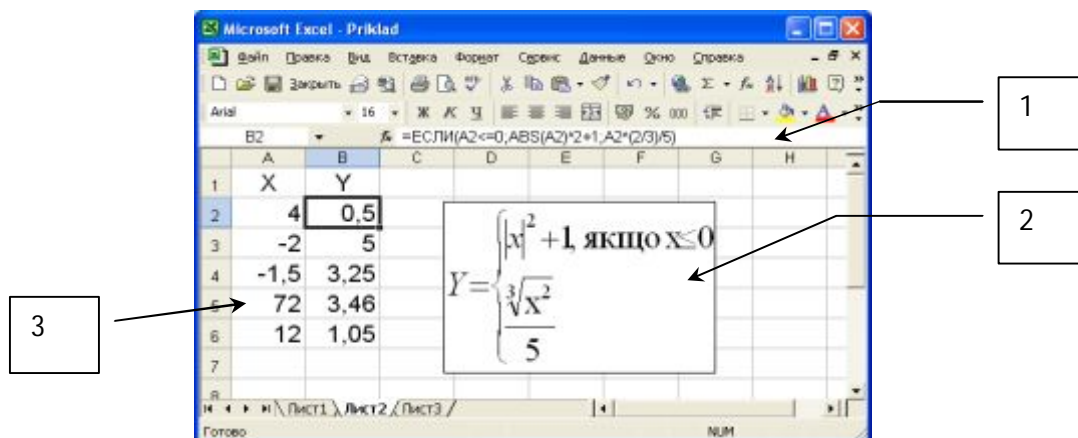 Microsoft Excel - Priklad
Файл Правка Вид Вставка Формат Сервис Данные Окно Справка
Закрыть
Arial 16 Ж К Ч % 000
B2 fx =ЕСЛИ(A2<=0;ABS(A2)^2+1;A2^(2/3)/5)
A B C D E F G H
1 X Y
2 4 0,5
3 -2 5
4 -1,5 3,25
5 72 3,46
6 12 1,05
7
8
|x|² +1, якщо x≤0
Y=
∛x²
5
Лист1 Лист2 Лист3
Готово NUM
1
2
3